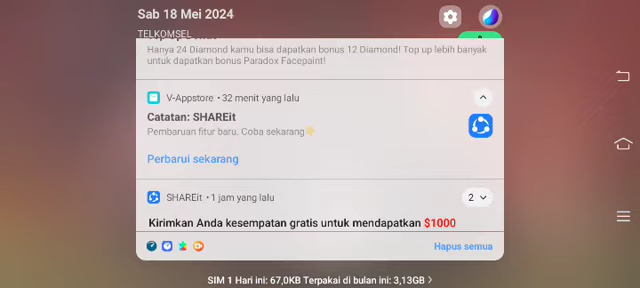 Sab 18 Mei 2024
TELKOMSEL
Hanya 24 Diamond kamu bisa dapatkan bonus 12 Diamond! Top up lebih banyak
untuk dapatkan bonus Paradox Facepaint!
V-Appstore • 32 menit yang lalu
Catatan: SHAREit
Pembaruan fitur baru. Coba sekarang👇
Perbarui sekarang
SHAREit • 1 jam yang lalu
2
Kirimkan Anda kesempatan gratis untuk mendapatkan $1000
Hapus semua
SIM 1 Hari ini: 67,0KB Terpakai di bulan ini: 3,13GB